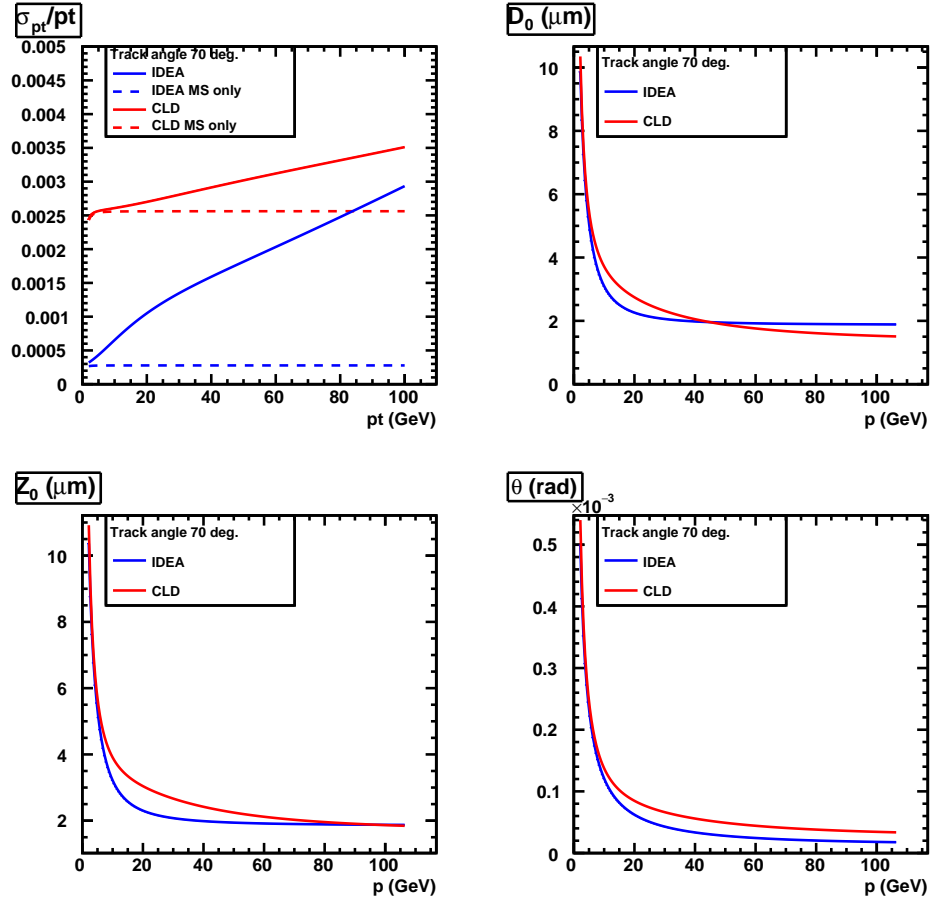 σpt/pt
0.005
0.0045
0.004
0.0035
0.003
0.0025
0.002
0.0015
0.001
0.0005
0
Track angle 70 deg.
IDEA
IDEA MS only
CLD
CLD MS only
0 20 40 60 80 100
pt (GeV)
D0 (μm)
10
8
6
4
2
0
Track angle 70 deg.
IDEA
CLD
0 20 40 60 80 100
p (GeV)
Z0 (μm)
10
8
6
4
2
Track angle 70 deg.
IDEA
CLD
0 20 40 60 80 100
p (GeV)
θ (rad)
×10⁻³
0.5
0.4
0.3
0.2
0.1
0
Track angle 70 deg.
IDEA
CLD
0 20 40 60 80 100
p (GeV)